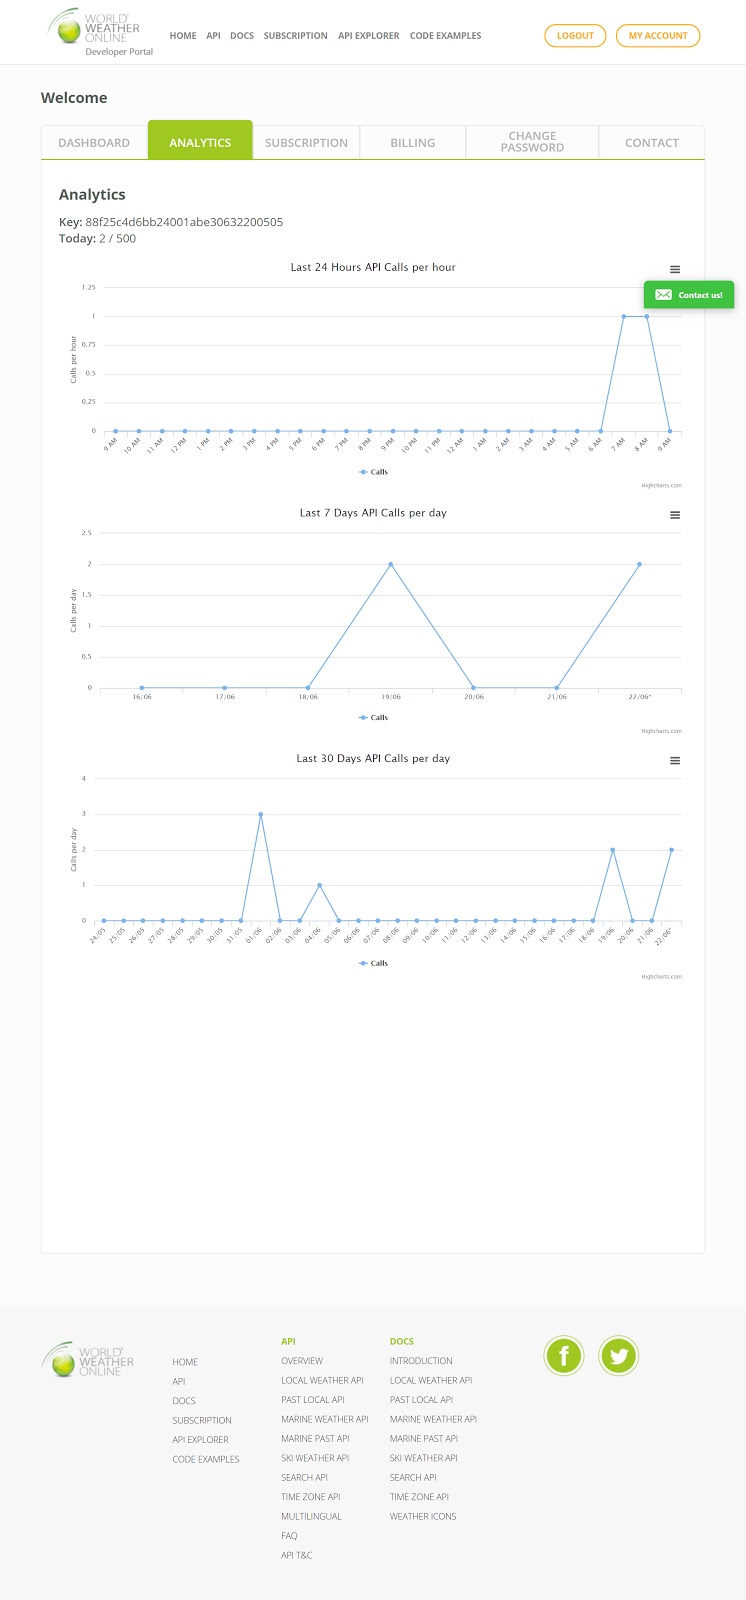 WORLD
WEATHER
ONLINE
Developer Portal
HOME API DOCS SUBSCRIPTION API EXPLORER CODE EXAMPLES
LOGOUT
MY ACCOUNT
Welcome
DASHBOARD
ANALYTICS
SUBSCRIPTION
BILLING
CHANGE
PASSWORD
CONTACT
Analytics
Key: 88f25c4d6bb24001abe30632200505
Today: 2 / 500
Last 24 Hours API Calls per hour
Contact us!
Calls per hour
1.25
1
0.75
0.5
0.25
0
9 AM 10 AM 11 AM 12 PM 1 PM 2 PM 3 PM 4 PM 5 PM 6 PM 7 PM 8 PM 9 PM 10 PM 11 PM 12 AM 1 AM 2 AM 3 AM 4 AM 5 AM 6 AM 7 AM 8 AM 9 AM
Calls
Highcharts.com
Last 7 Days API Calls per day
Calls per day
2.5
2
1.5
1
0.5
0
16/06 17/06 18/06 19/06 20/06 21/06 22/06*
Calls
Highcharts.com
Last 30 Days API Calls per day
Calls per day
4
3
2
1
0
24/05 25/05 26/05 27/05 28/05 29/05 30/05 31/05 01/06 02/06 03/06 04/06 05/06 06/06 07/06 08/06 09/06 10/06 11/06 12/06 13/06 14/06 15/06 16/06 17/06 18/06 19/06 20/06 21/06 22/06*
Calls
Highcharts.com
WORLD
WEATHER
ONLINE
HOME
API
DOCS
SUBSCRIPTION
API EXPLORER
CODE EXAMPLES
API
OVERVIEW
LOCAL WEATHER API
PAST LOCAL API
MARINE WEATHER API
MARINE PAST API
SKI WEATHER API
SEARCH API
TIME ZONE API
MULTILINGUAL
FAQ
API T&C
DOCS
INTRODUCTION
LOCAL WEATHER API
PAST LOCAL API
MARINE WEATHER API
MARINE PAST API
SKI WEATHER API
SEARCH API
TIME ZONE API
WEATHER ICONS